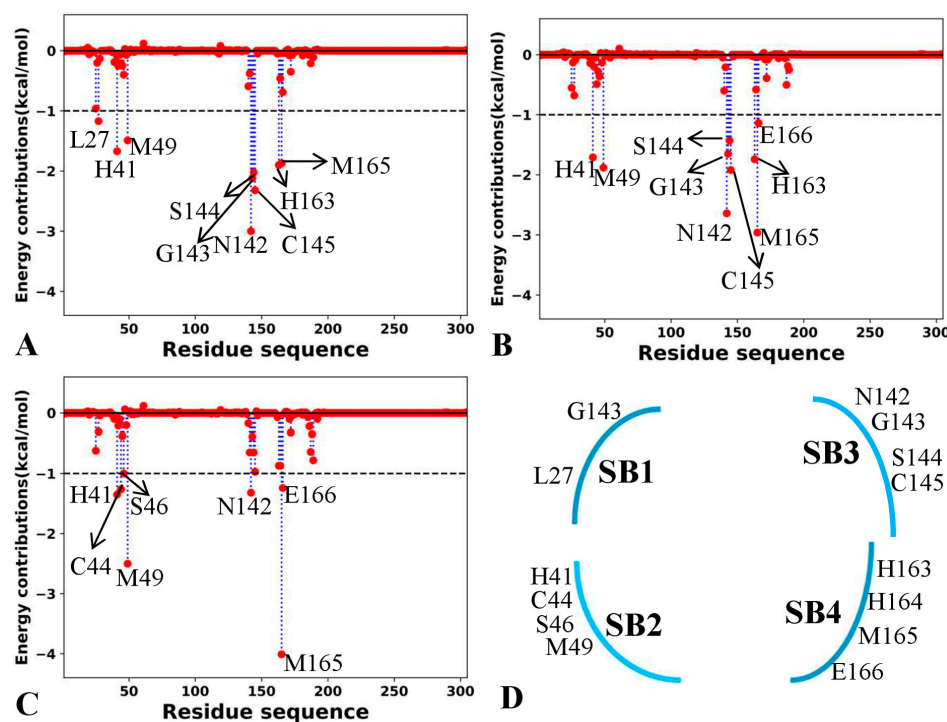 Energy contributions(kcal/mol)
0
−1
−2
−3
−4
L27
H41
M49
S144
G143
N142
H163
C145
M165
50
100
150
200
250
300
Residue sequence
A
Energy contributions(kcal/mol)
0
−1
−2
−3
−4
H41
M49
S144
G143
N142
E166
H163
M165
C145
50
100
150
200
250
300
Residue sequence
B
Energy contributions(kcal/mol)
0
−1
−2
−3
−4
H41
S46
C44
M49
N142
E166
M165
50
100
150
200
250
300
Residue sequence
C
G143
L27
SB1
N142
G143
S144
C145
SB3
H41
C44
S46
M49
SB2
H163
H164
M165
E166
SB4
D